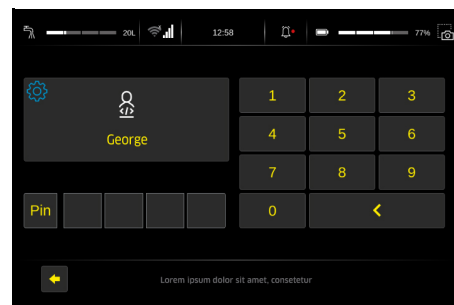 20L 12:58 77%
1 2 3
George
4 5 6
7 8 9
Pin 0
Lorem ipsum dolor sit amet, consetetur